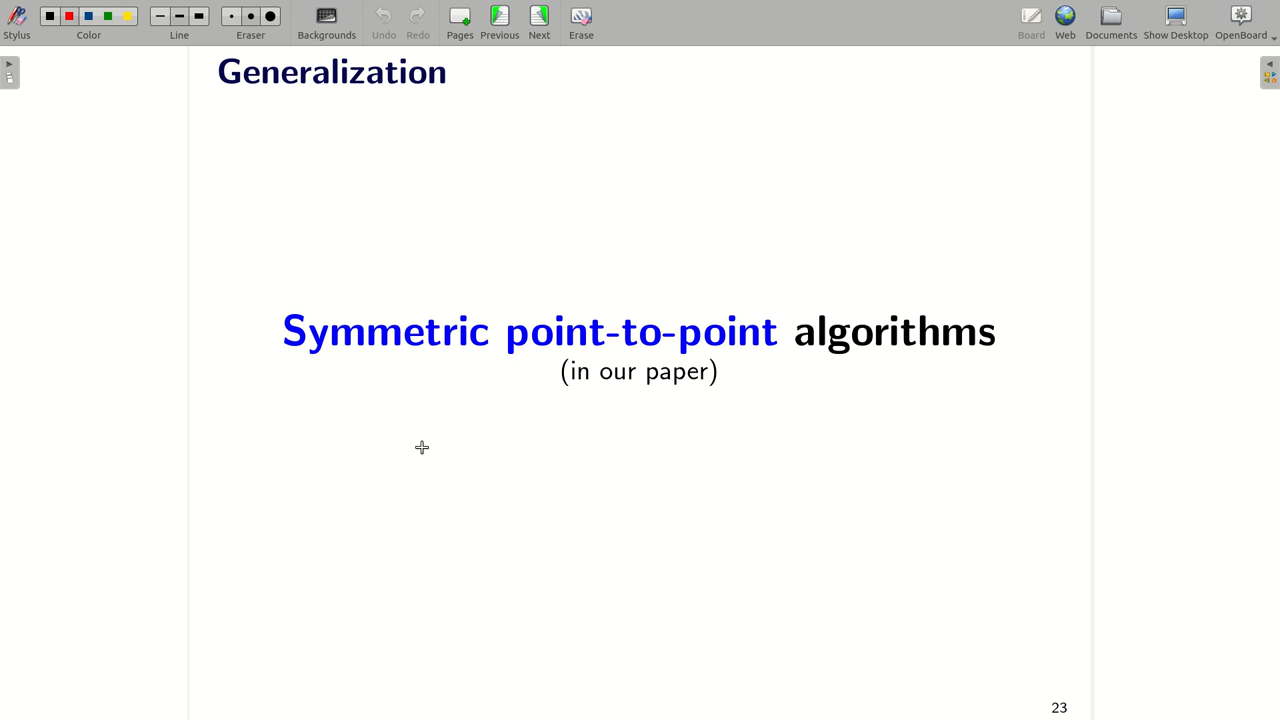 Stylus Color Line Eraser Backgrounds Undo Redo Pages Previous Next Erase Board Web Documents Show Desktop OpenBoard
Generalization
Symmetric point-to-point algorithms
(in our paper)
23